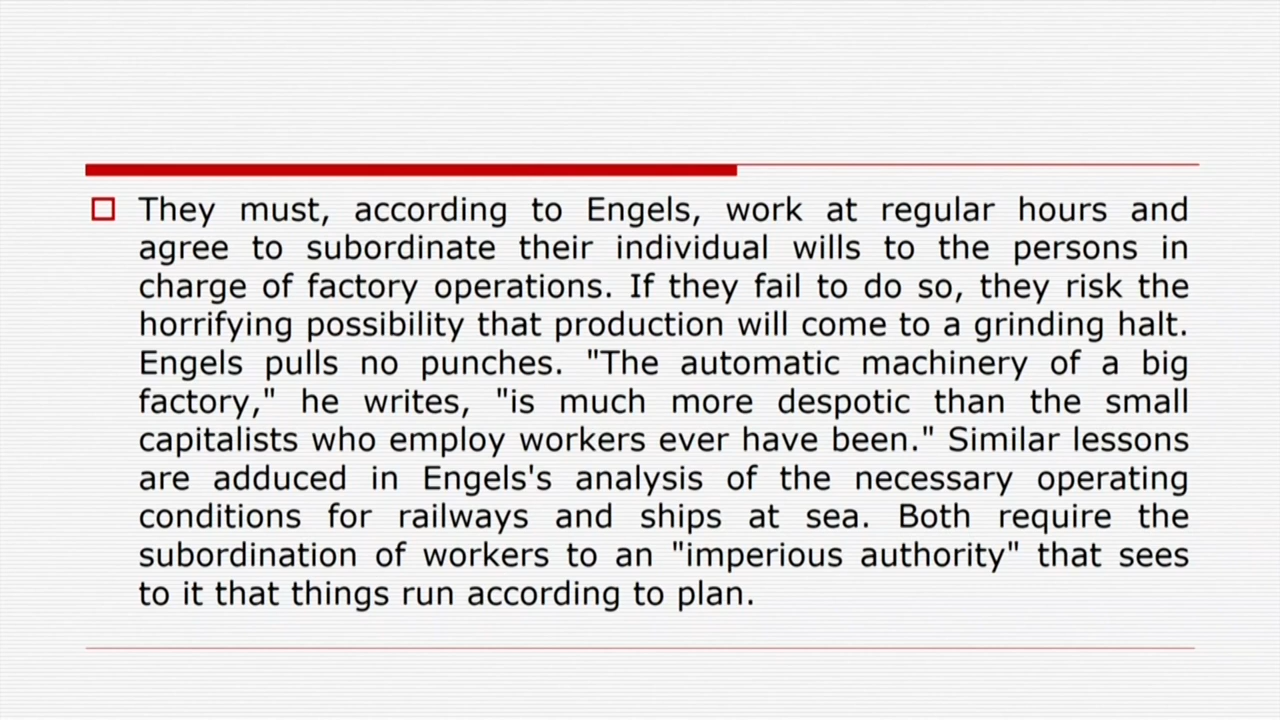 They must, according to Engels, work at regular hours and
agree to subordinate their individual wills to the persons in
charge of factory operations. If they fail to do so, they risk the
horrifying possibility that production will come to a grinding halt.
Engels pulls no punches. "The automatic machinery of a big
factory," he writes, "is much more despotic than the small
capitalists who employ workers ever have been." Similar lessons
are adduced in Engels's analysis of the necessary operating
conditions for railways and ships at sea. Both require the
subordination of workers to an "imperious authority" that sees
to it that things run according to plan.